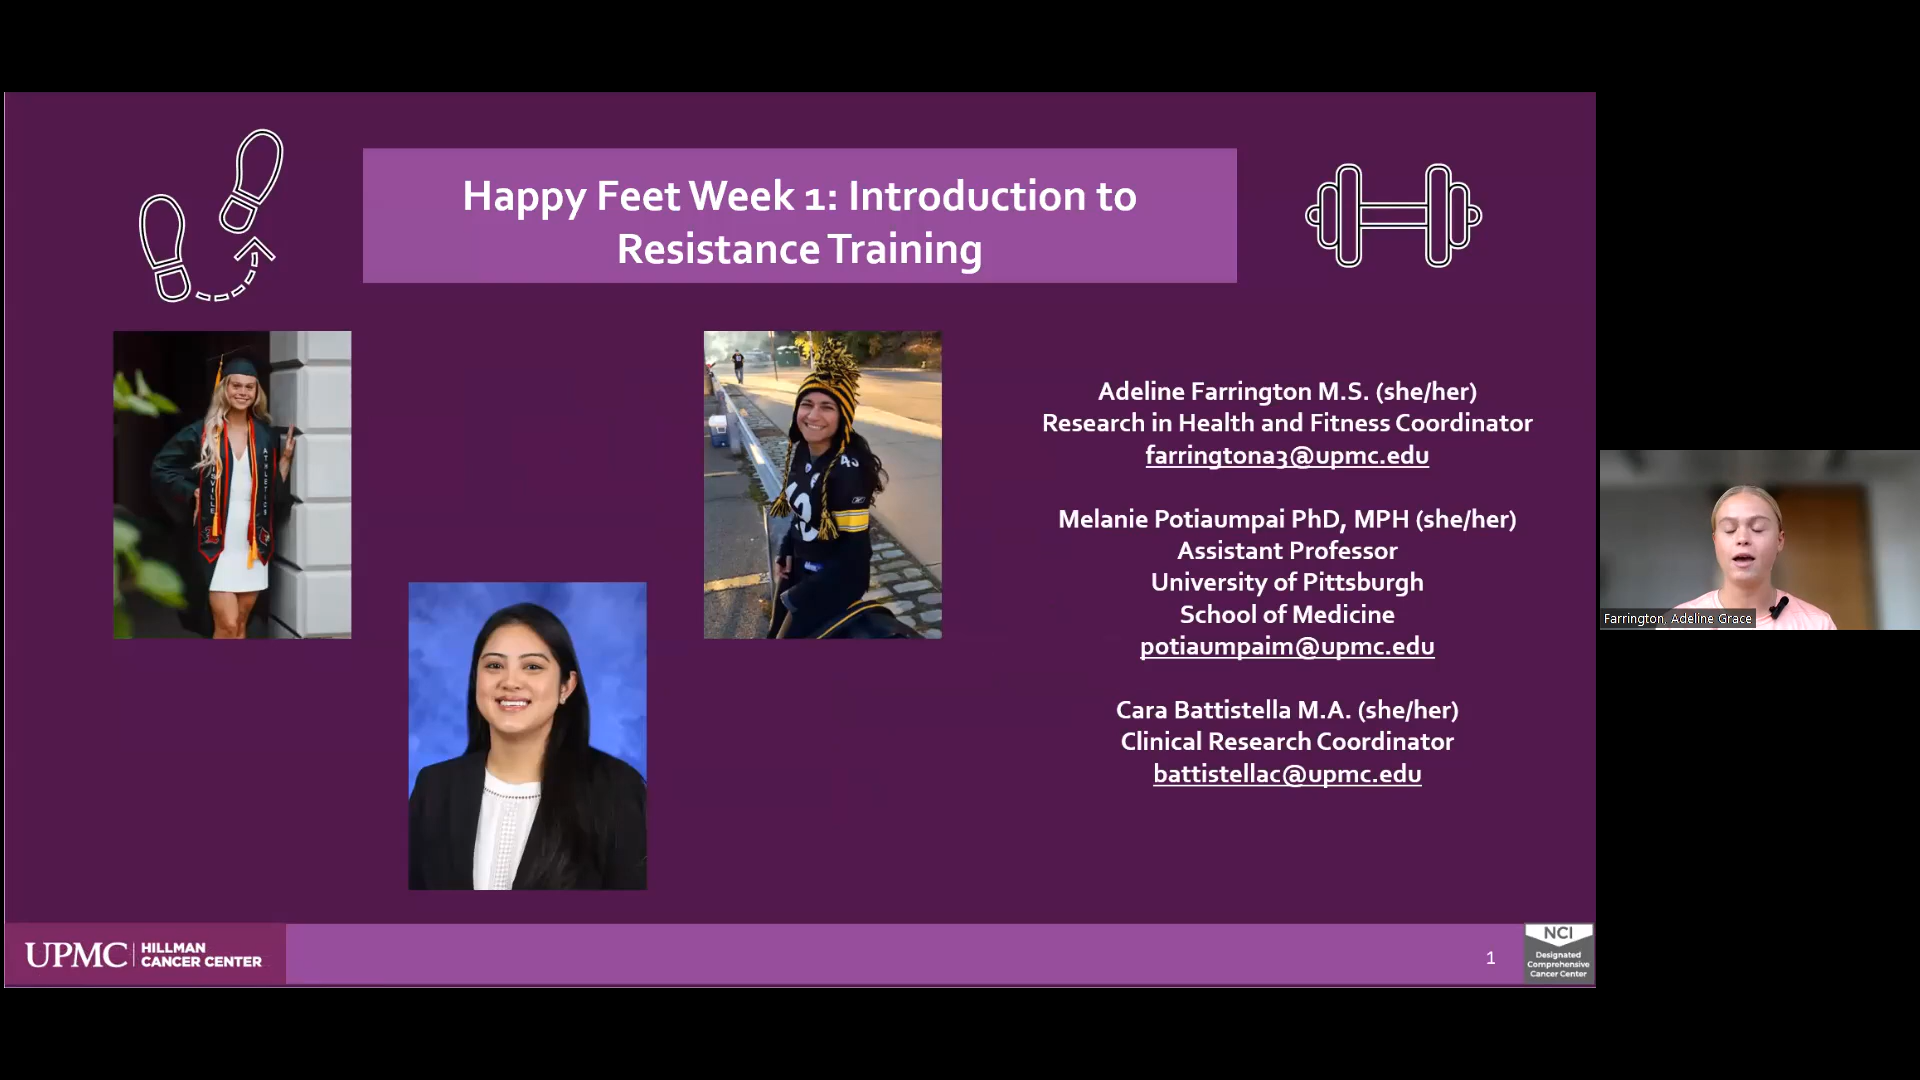 Happy Feet Week 1: Introduction to
Resistance Training
Adeline Farrington M.S. (she/her)
Research in Health and Fitness Coordinator
farringtona3@upmc.edu
Melanie Potiaumpai PhD, MPH (she/her)
Assistant Professor
University of Pittsburgh
School of Medicine
potiaumpaim@upmc.edu
Cara Battistella M.A. (she/her)
Clinical Research Coordinator
battistellac@upmc.edu
ATHLETICS
43
Farrington, Adeline Grace
UPMC | HILLMAN
CANCER CENTER
1
NCI
Designated
Comprehensive
Cancer Center